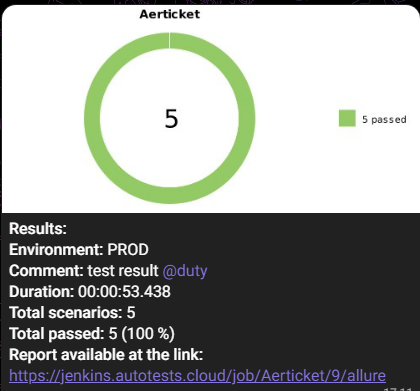 Aerticket
5
5 passed
Results:
Environment: PROD
Comment: test result @duty
Duration: 00:00:53.438
Total scenarios: 5
Total passed: 5 (100 %)
Report available at the link:
https://jenkins.autotests.cloud/job/Aerticket/9/allure